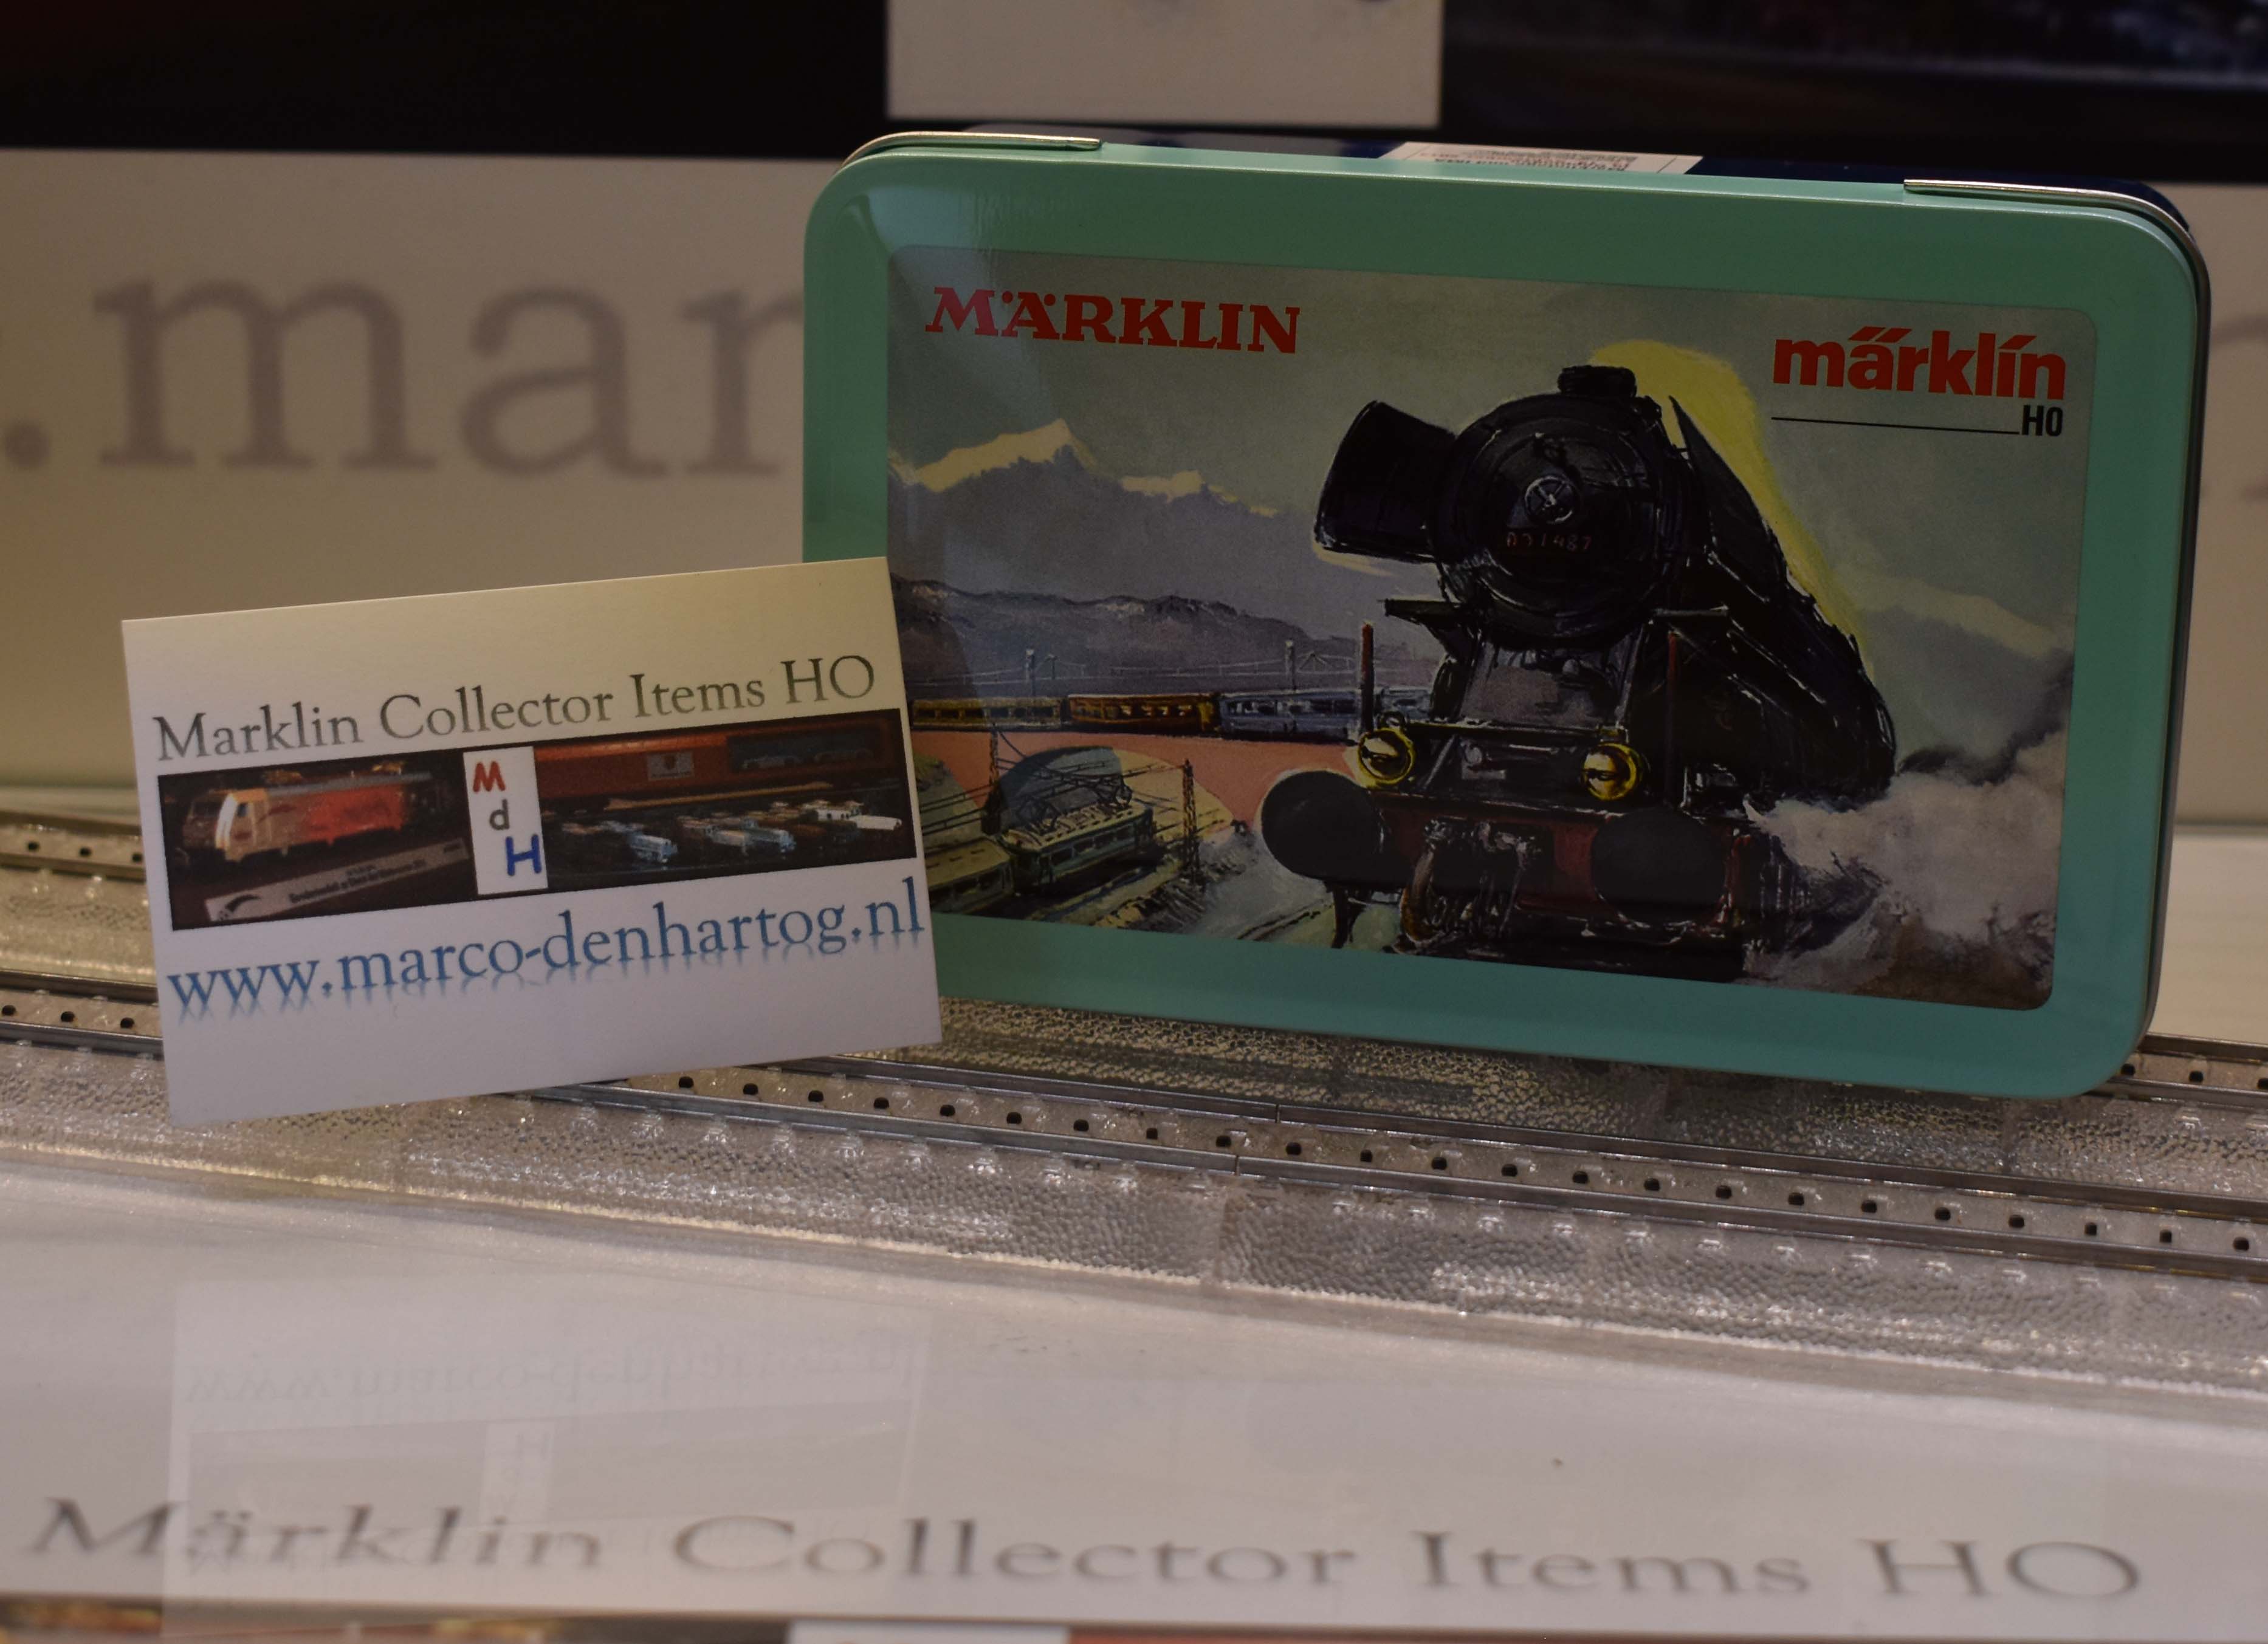 .mar
MÄRKLIN
märklin
HO
Marklin Collector Items HO
M
d
H
www.marco-denhartog.nl
Märklin Collector Items HO